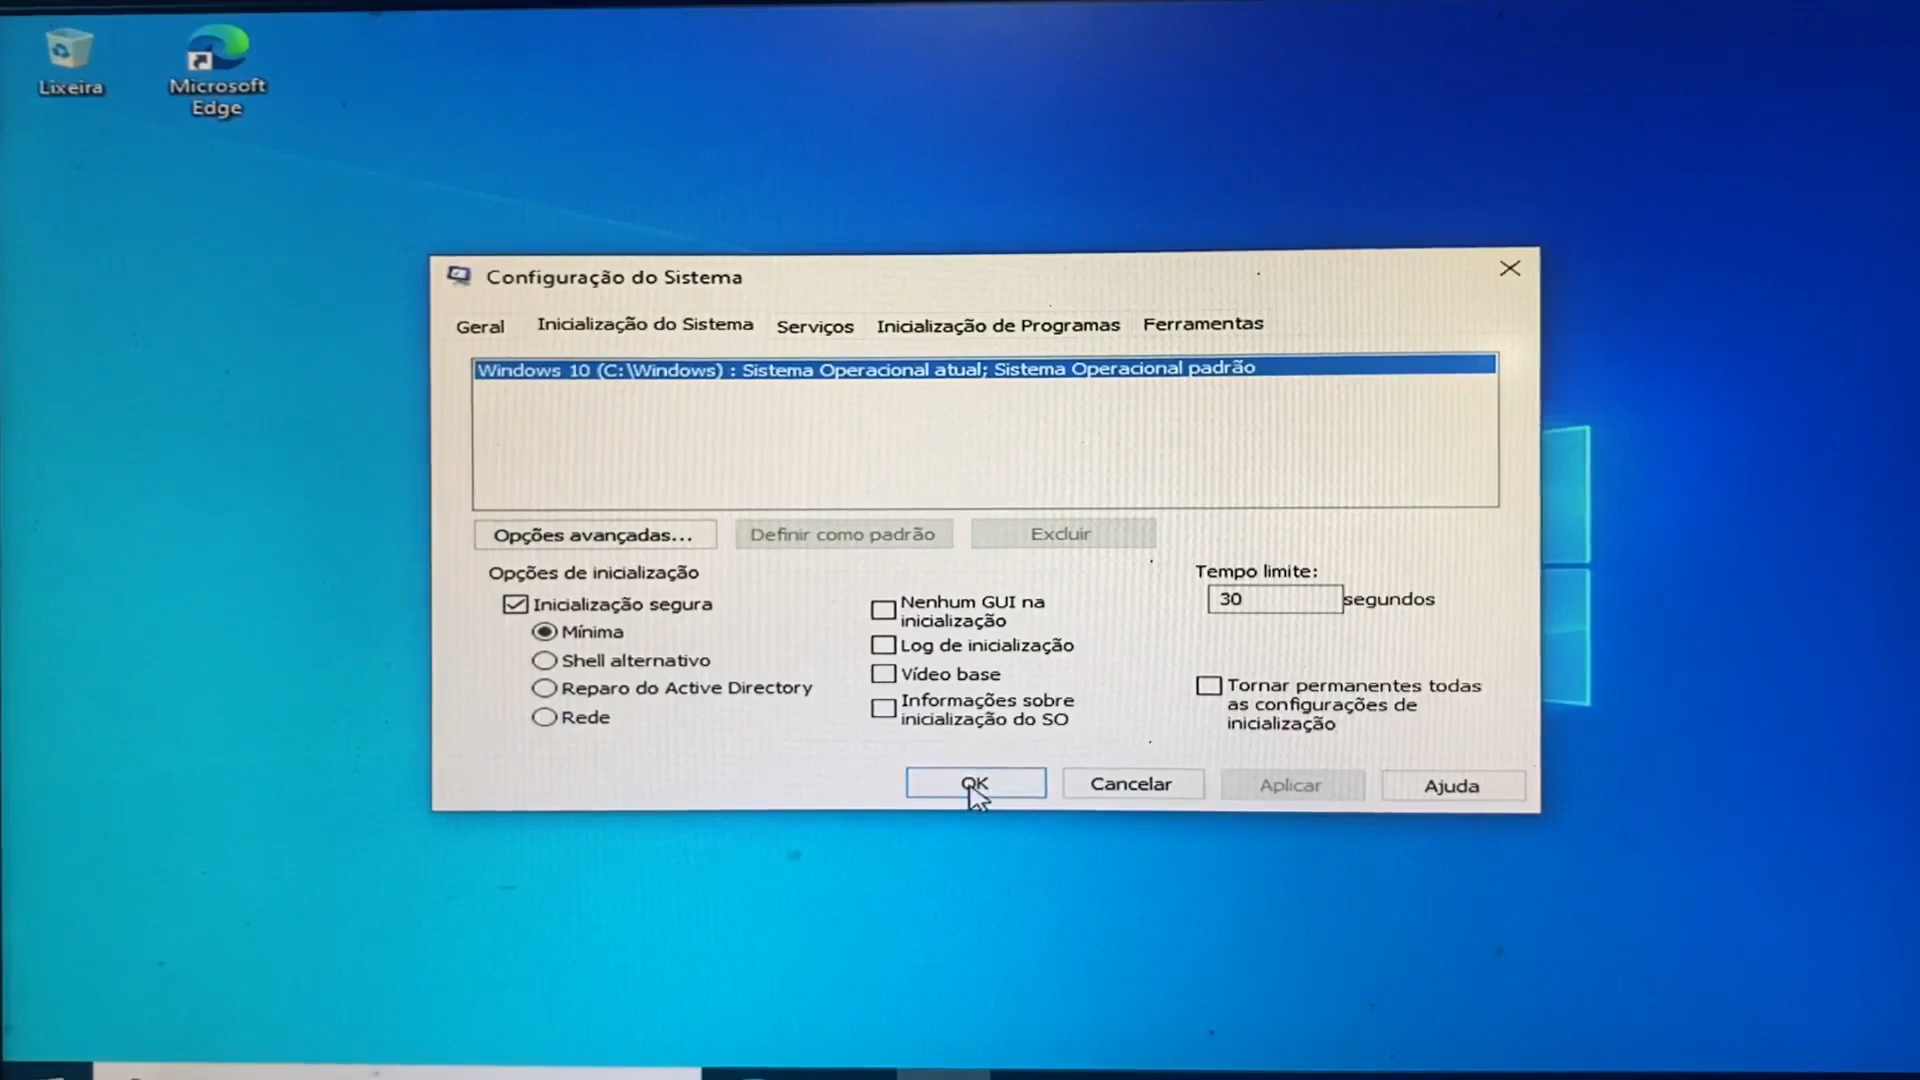 Lixeira
Microsoft
Edge
Configuração do Sistema
Geral
Inicialização do Sistema
Serviços
Inicialização de Programas
Ferramentas
Windows 10 (C:\Windows) : Sistema Operacional atual; Sistema Operacional padrão
Opções avançadas...
Definir como padrão
Excluir
Opções de inicialização
Inicialização segura
Mínima
Shell alternativo
Reparo do Active Directory
Rede
Nenhum GUI na
inicialização
Log de inicialização
Vídeo base
Informações sobre
inicialização do SO
Tempo limite:
30 segundos
Tornar permanentes todas
as configurações de
inicialização
OK
Cancelar
Aplicar
Ajuda